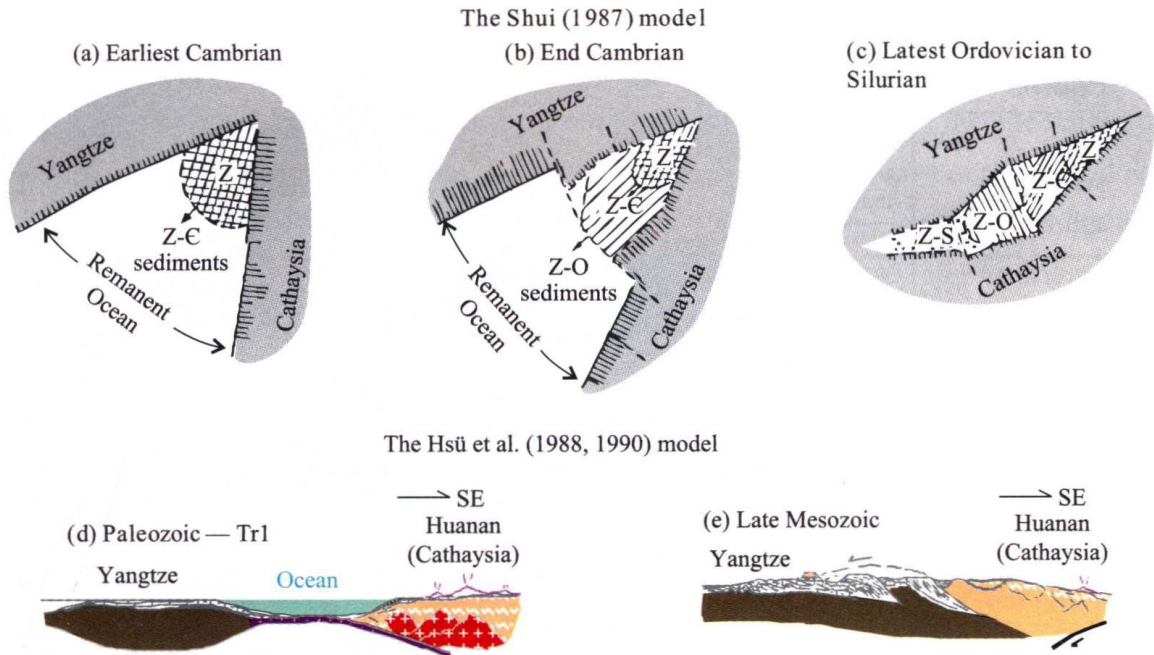 The Shui (1987) model
(a) Earliest Cambrian
Yangtze
Z
Z-Є
sediments
Remanent
Ocean
Cathaysia
(b) End Cambrian
Yangtze
Z
Z-Є
Z-O
sediments
Remanent
Ocean
Cathaysia
(c) Latest Ordovician to
Silurian
Yangtze
Z
Z-Є
Z-O
Z-S
Cathaysia
The Hsü et al. (1988, 1990) model
(d) Paleozoic — Tr1
SE
Huanan
(Cathaysia)
Yangtze
Ocean
(e) Late Mesozoic
SE
Huanan
(Cathaysia)
Yangtze